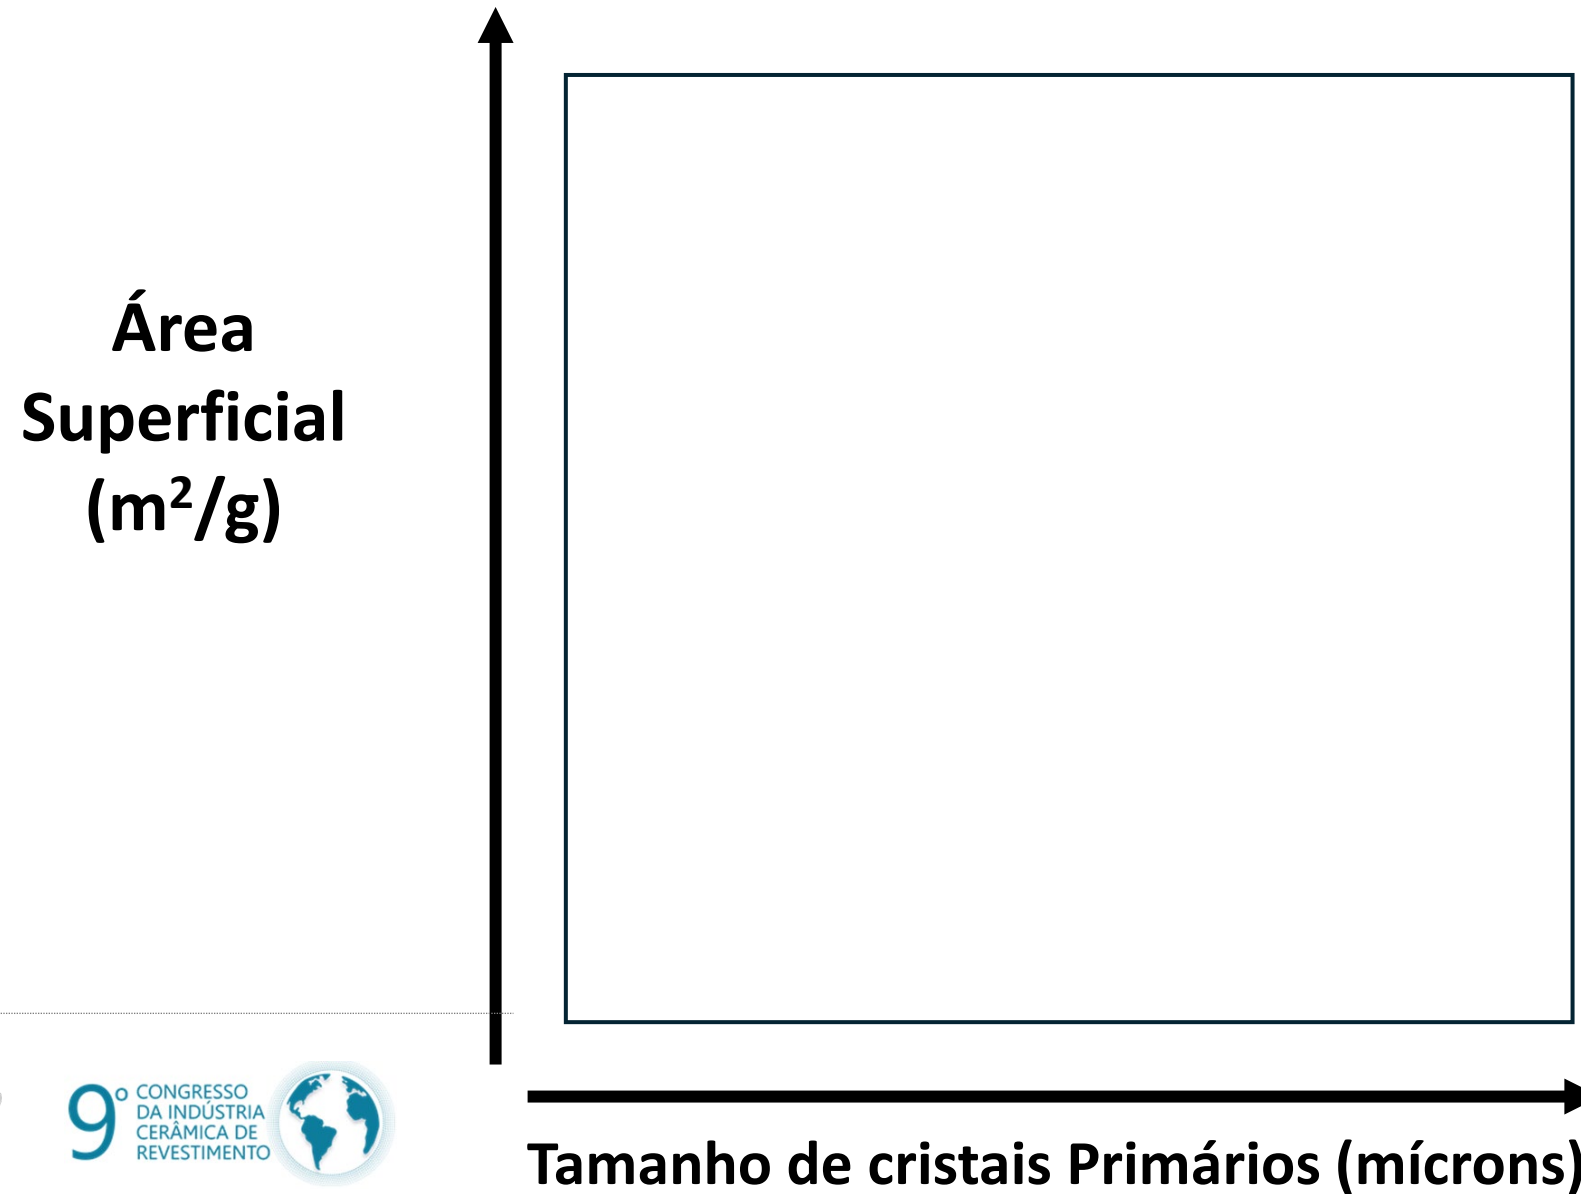 Área
Superficial
(m²/g)
9º
CONGRESSO
DA INDÚSTRIA
CERÂMICA DE
REVESTIMENTO
Tamanho de cristais Primários (mícrons)